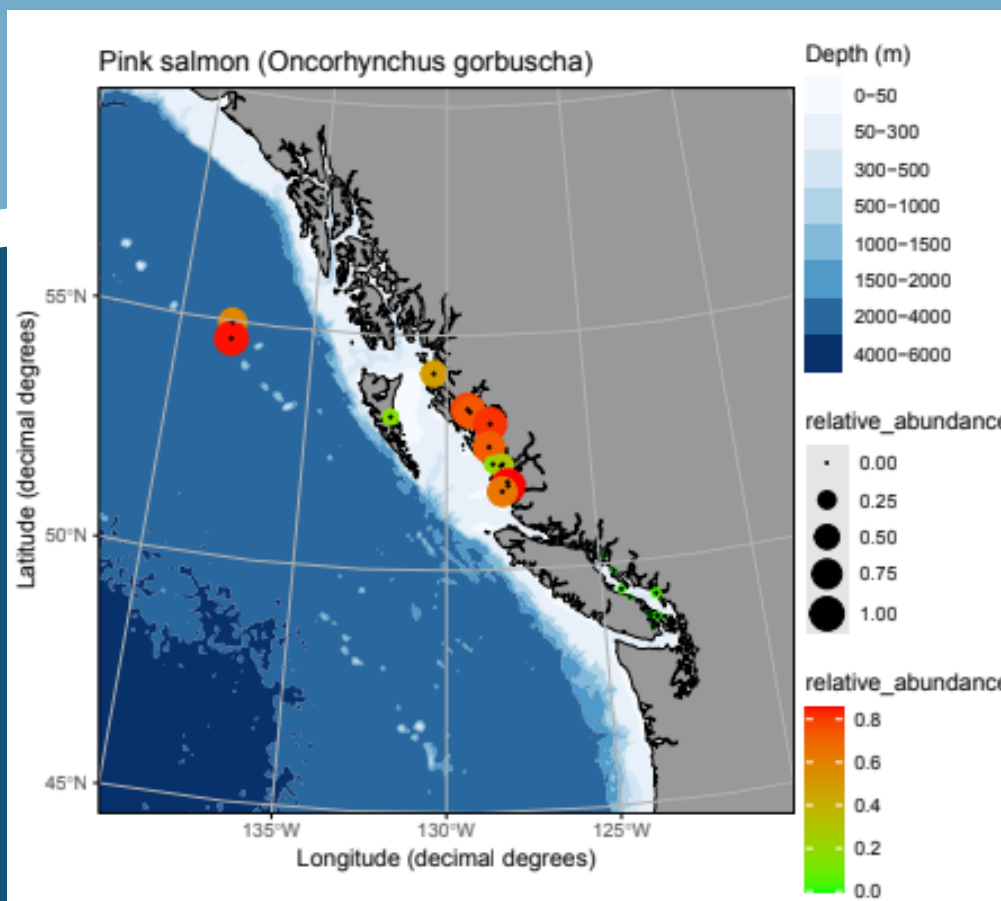 Pink salmon (Oncorhynchus gorbuscha)
55°N
50°N
45°N
Latitude (decimal degrees)
135°W 130°W 125°W
Longitude (decimal degrees)
Depth (m)
0−50
50−300
300−500
500−1000
1000−1500
1500−2000
2000−4000
4000−6000
relative_abundance
0.00
0.25
0.50
0.75
1.00
relative_abundance
0.8
0.6
0.4
0.2
0.0